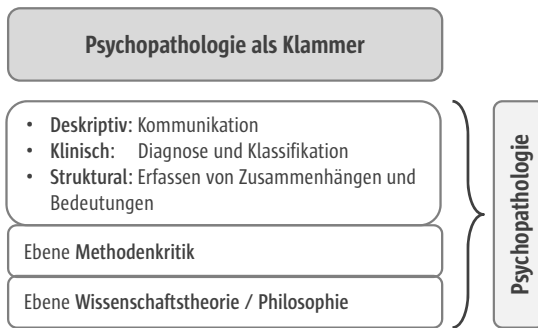 Psychopathologie als Klammer
• Deskriptiv: Kommunikation
• Klinisch: Diagnose und Klassifikation
• Struktural: Erfassen von Zusammenhängen und
Bedeutungen
Ebene Methodenkritik
Ebene Wissenschaftstheorie / Philosophie
Psychopathologie